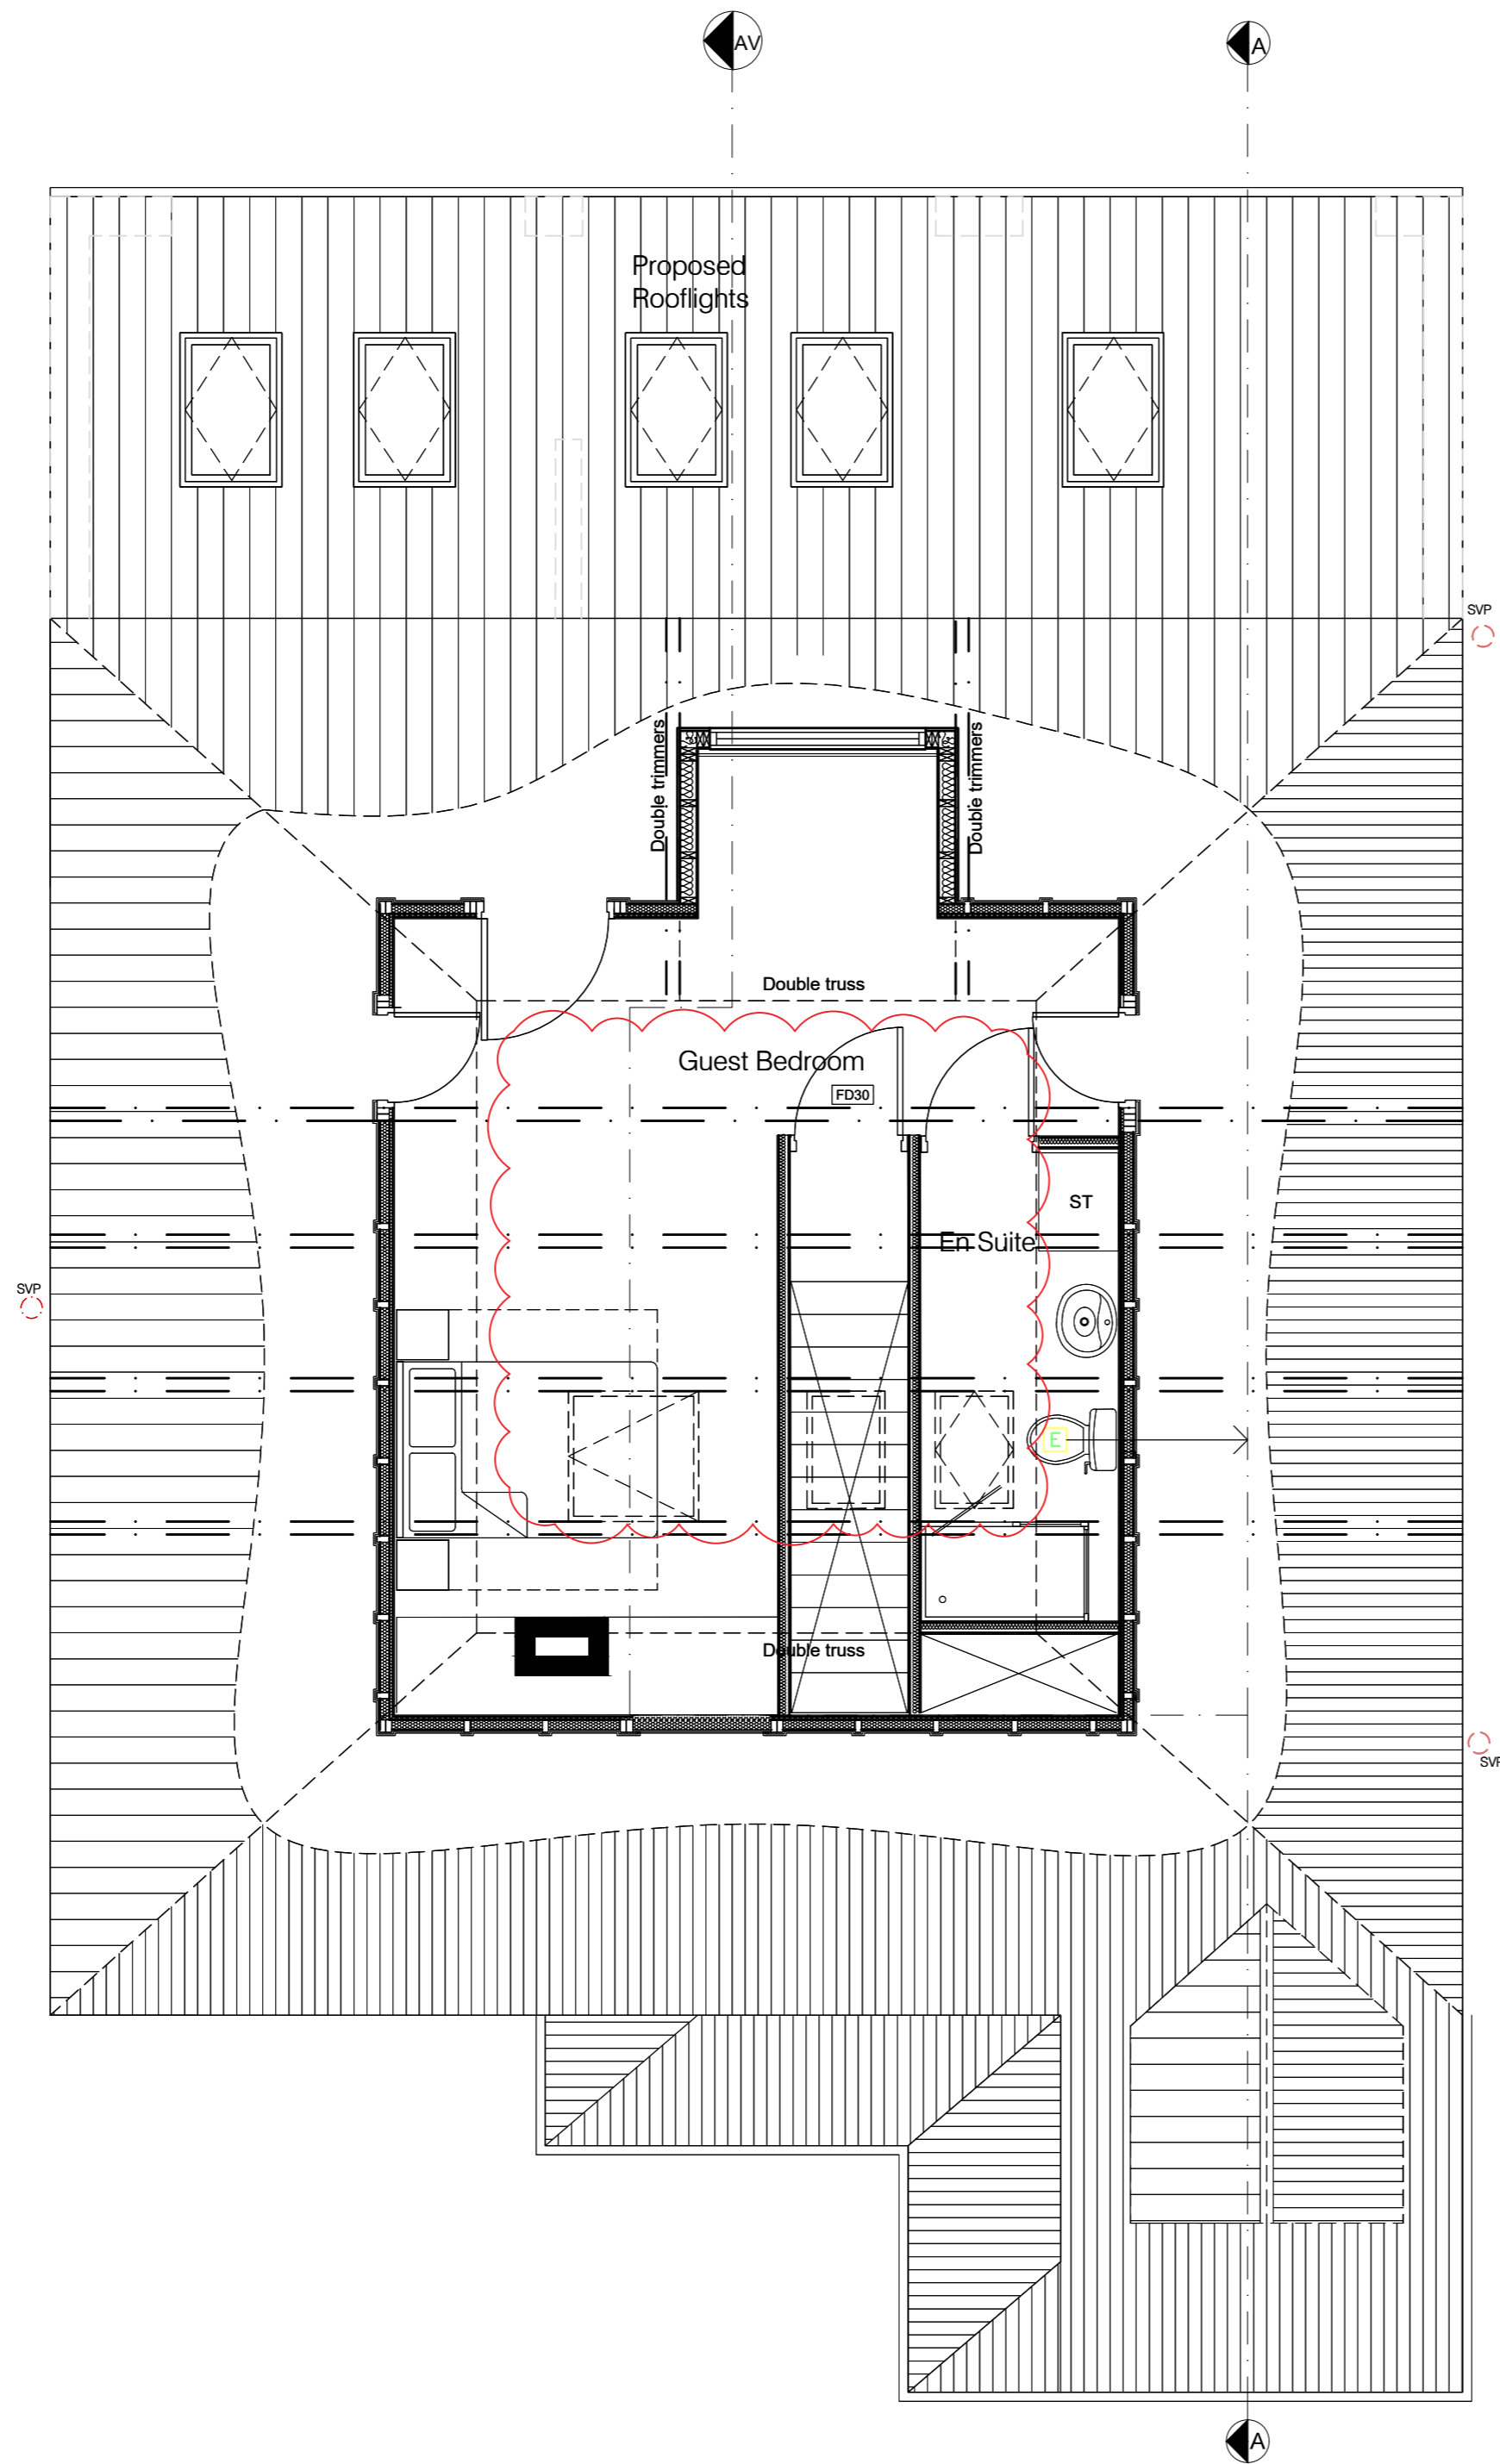 AV
A
Proposed
Rooflights
SVP
Double trimmers
Double trimmers
Double truss
Guest Bedroom
FD30
ST
En Suite
SVP
E
Double truss
SVP
A